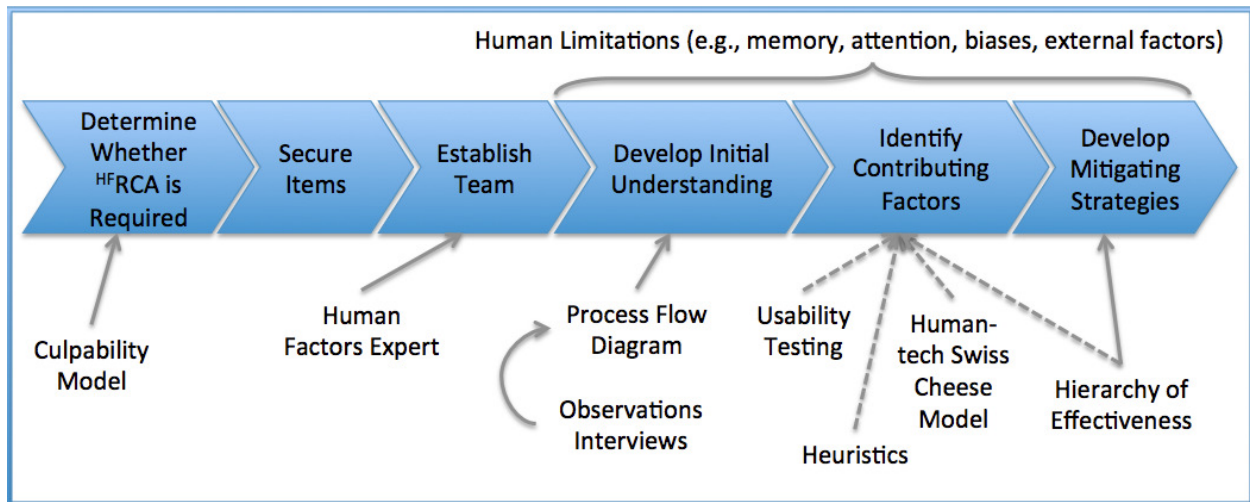 Human Limitations (e.g., memory, attention, biases, external factors)
Determine
Whether
HFRCA is
Required
Secure
Items
Establish
Team
Develop Initial
Understanding
Identify
Contributing
Factors
Develop
Mitigating
Strategies
Culpability
Model
Human
Factors Expert
Process Flow
Diagram
Observations
Interviews
Usability
Testing
Heuristics
Human-
tech Swiss
Cheese
Model
Hierarchy of
Effectiveness